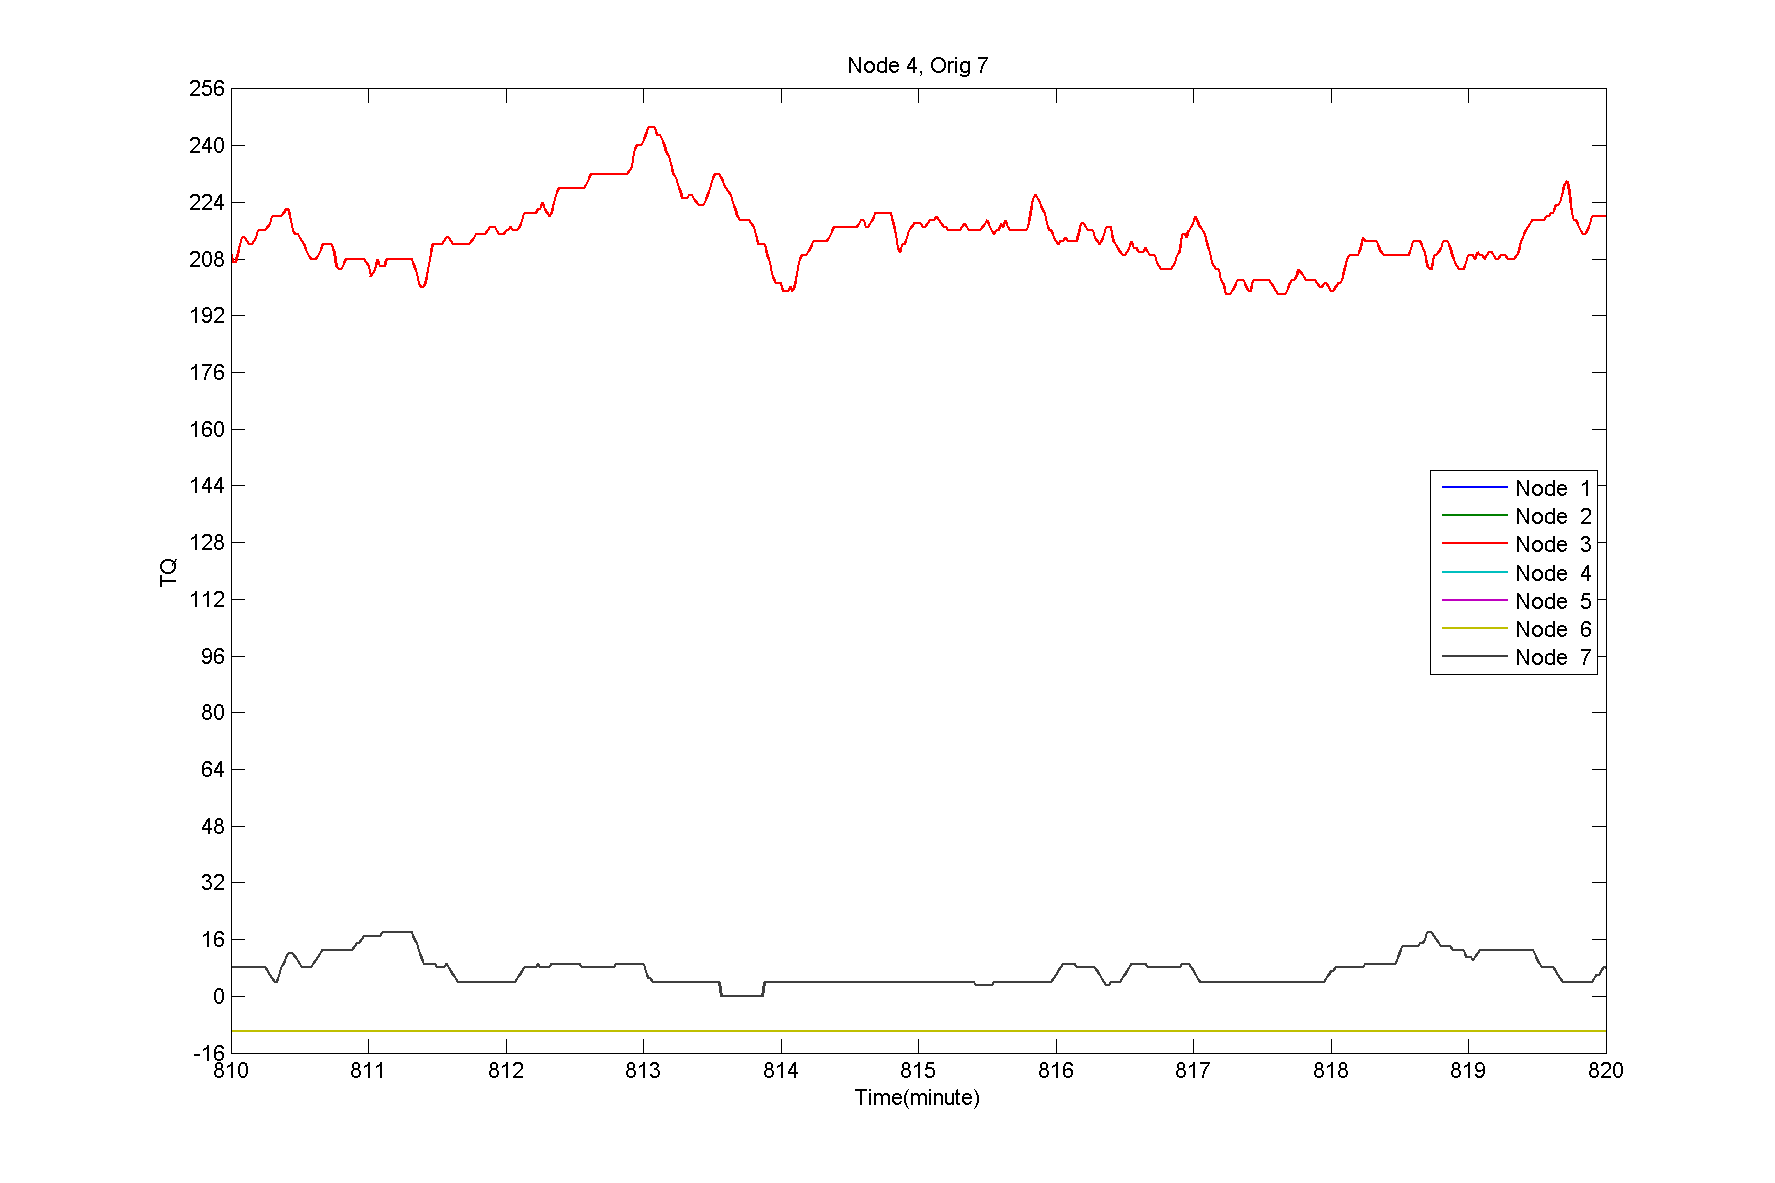 Node 4, Orig 7
256
240
224
208
192
176
160
144
128
112
96
80
64
48
32
16
0
-16
TQ
Node 1
Node 2
Node 3
Node 4
Node 5
Node 6
Node 7
810 811 812 813 814 815 816 817 818 819 820
Time(minute)